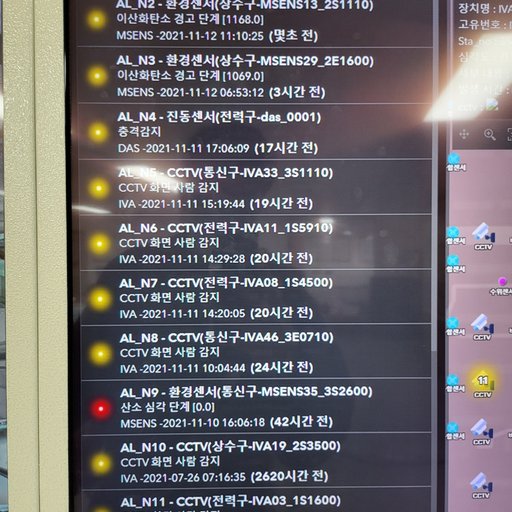 AL_N2 - 환경센서(상수구-MSENS13_2S1110)
이산화탄소 경고 단계 [1168.0]
MSENS -2021-11-12 11:10:25 (몇초 전)
AL_N3 - 환경센서(상수구-MSENS29_2E1600)
이산화탄소 경고 단계 [1069.0]
MSENS -2021-11-12 06:53:12 (3시간 전)
AL_N4 - 진동센서(전력구-das_0001)
충격감지
DAS -2021-11-11 17:06:09 (17시간 전)
AL_N5 - CCTV(통신구-IVA33_3S1110)
CCTV 화면 사람 감지
IVA -2021-11-11 15:19:44 (19시간 전)
AL_N6 - CCTV(전력구-IVA11_1S5910)
CCTV 화면 사람 감지
IVA -2021-11-11 14:29:28 (20시간 전)
AL_N7 - CCTV(전력구-IVA08_1S4500)
CCTV 화면 사람 감지
IVA -2021-11-11 14:20:05 (20시간 전)
AL_N8 - CCTV(통신구-IVA46_3E0710)
CCTV 화면 사람 감지
IVA -2021-11-11 10:04:44 (24시간 전)
AL_N9 - 환경센서(통신구-MSENS35_3S2600)
산소 심각 단계 [0.0]
MSENS -2021-11-10 16:06:18 (42시간 전)
AL_N10 - CCTV(상수구-IVA19_2S3500)
CCTV 화면 사람 감지
IVA -2021-07-26 07:16:35 (2620시간 전)
AL_N11 - CCTV(전력구-IVA03_1S1600)
장치명 : IVA
고유번호 :
CCTV
CCTV
11
CCTV
CCTV
CCTV